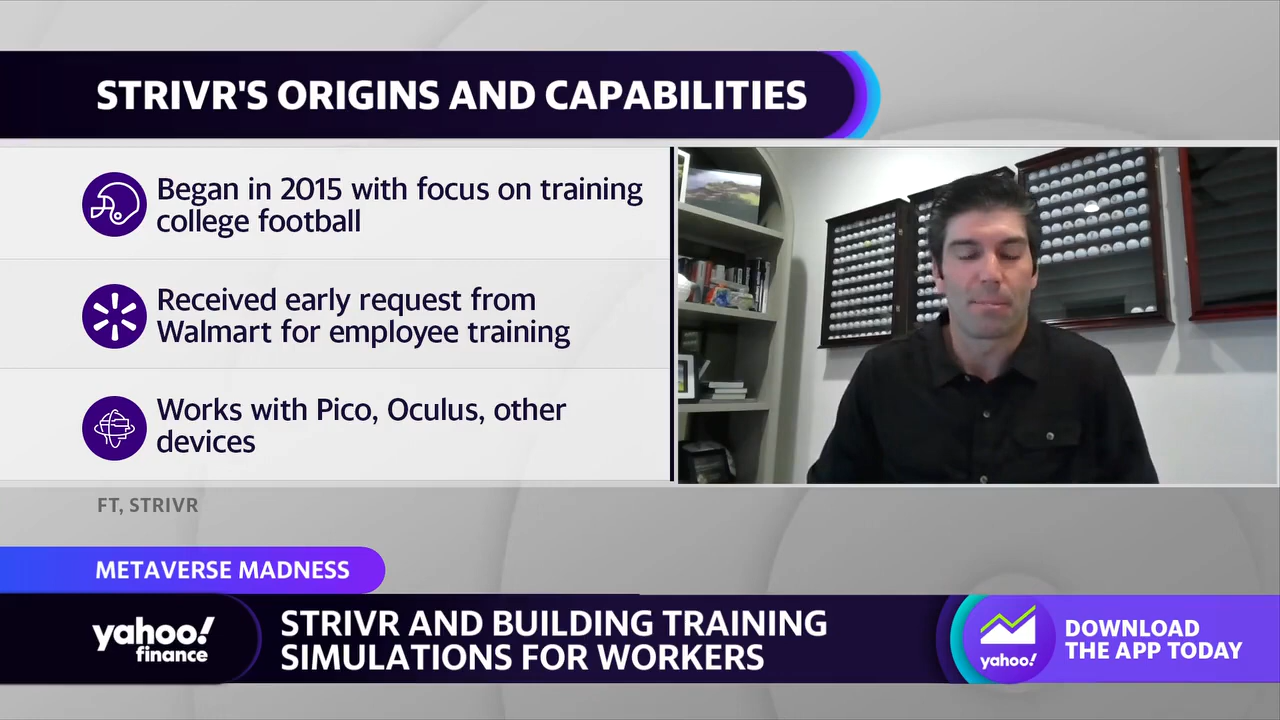 STRIVR'S ORIGINS AND CAPABILITIES
Began in 2015 with focus on training
college football
Received early request from
Walmart for employee training
Works with Pico, Oculus, other
devices
FT, STRIVR
METAVERSE MADNESS
yahoo!
finance
STRIVR AND BUILDING TRAINING
SIMULATIONS FOR WORKERS
yahoo!
DOWNLOAD
THE APP TODAY